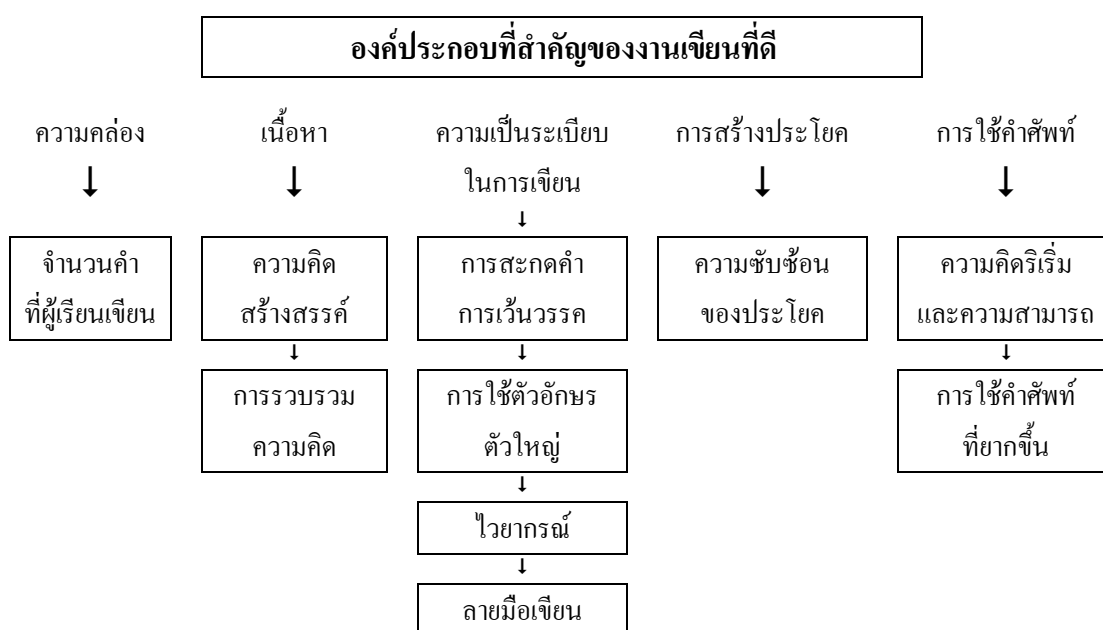 องค์ประกอบที่สำคัญของงานเขียนที่ดี
ความคล่อง
จำนวนคำ
ที่ผู้เรียนเขียน
เนื้อหา
ความคิด
สร้างสรรค์
การรวบรวม
ความคิด
ความเป็นระเบียบ
ในการเขียน
การสะกดคำ
การเว้นวรรค
การใช้ตัวอักษร
ตัวใหญ่
ไวยากรณ์
ลายมือเขียน
การสร้างประโยค
ความซับซ้อน
ของประโยค
การใช้คำศัพท์
ความคิดริเริ่ม
และความสามารถ
การใช้คำศัพท์
ที่ยากขึ้น